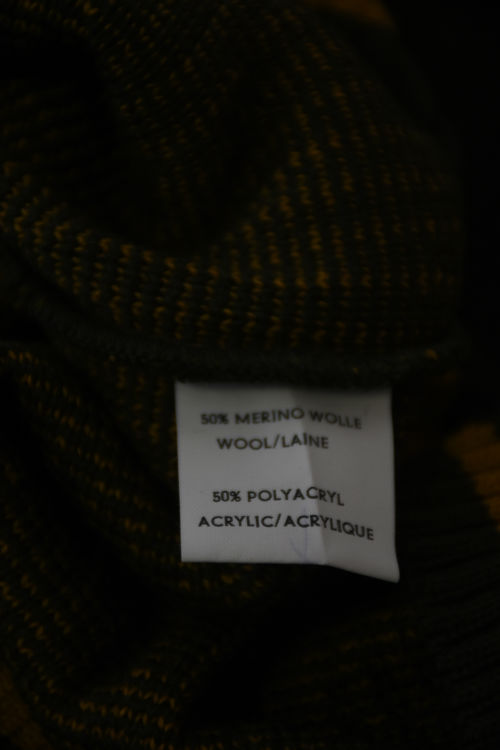 50% MERINO WOLLE
WOOL/LAINE
50% POLYACRYL
ACRYLIC/ACRYLIQUE